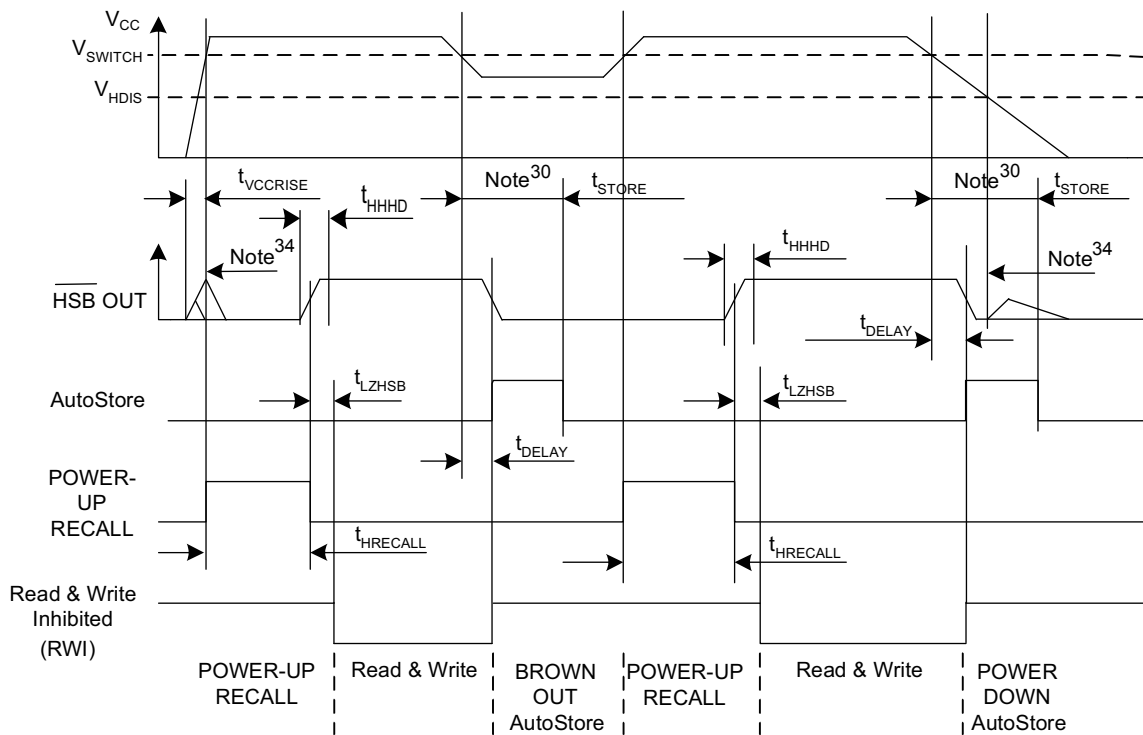 VCC
VSWITCH
VHDIS
tVCCRISE
tHHHD
Note30
tSTORE
Note30
tSTORE
Note34
tHHHD
Note34
HSB OUT
tDELAY
tLZHSB
tLZHSB
AutoStore
tDELAY
POWER-
UP
RECALL
tHRECALL
tHRECALL
Read & Write
Inhibited
(RWI)
POWER-UP
RECALL
Read & Write
BROWN
OUT
AutoStore
POWER-UP
RECALL
Read & Write
POWER
DOWN
AutoStore